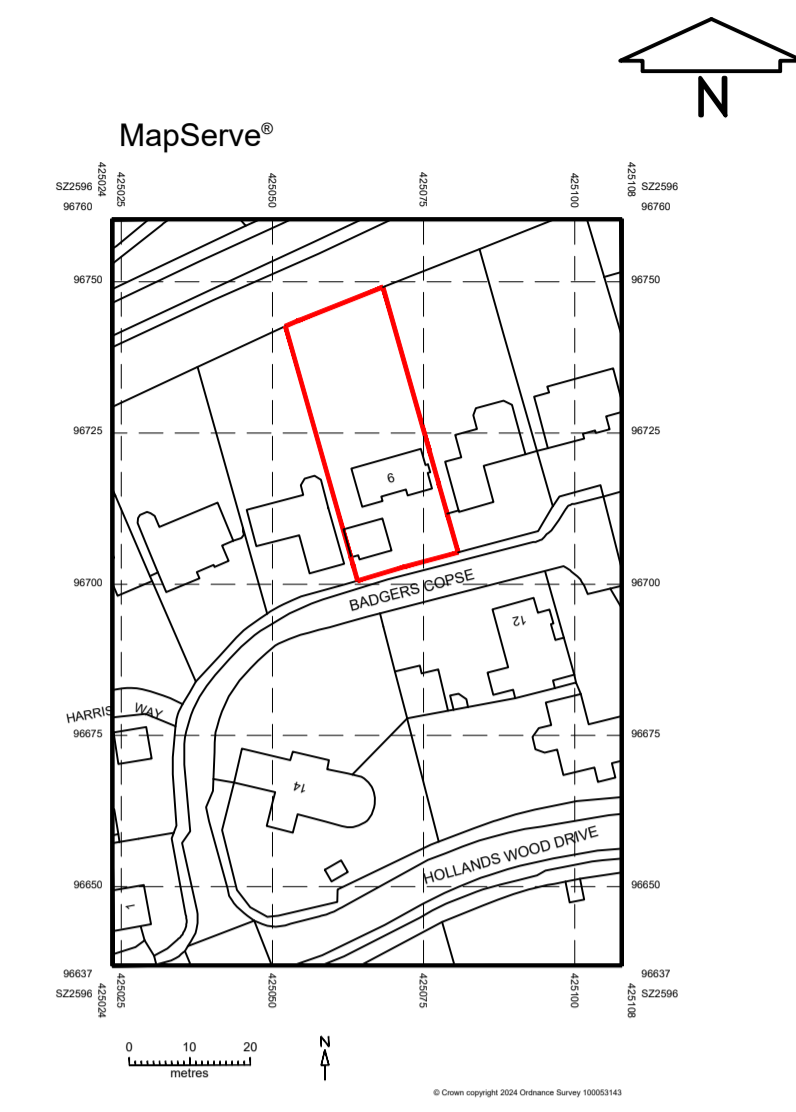 N
MapServe®
425024
425025
425050
425075
425100
425108
SZ2596
SZ2596
96760
96760
96750
96750
96725
96725
9
96700
96700
BADGERS COPSE
12
HARRIS WAY
96675
96675
14
HOLLANDS WOOD DRIVE
96650
96650
1
96637
96637
SZ2596
SZ2596
425024
425025
425050
425075
425100
425108
0 10 20
metres
N
© Crown copyright 2024 Ordnance Survey 100053143